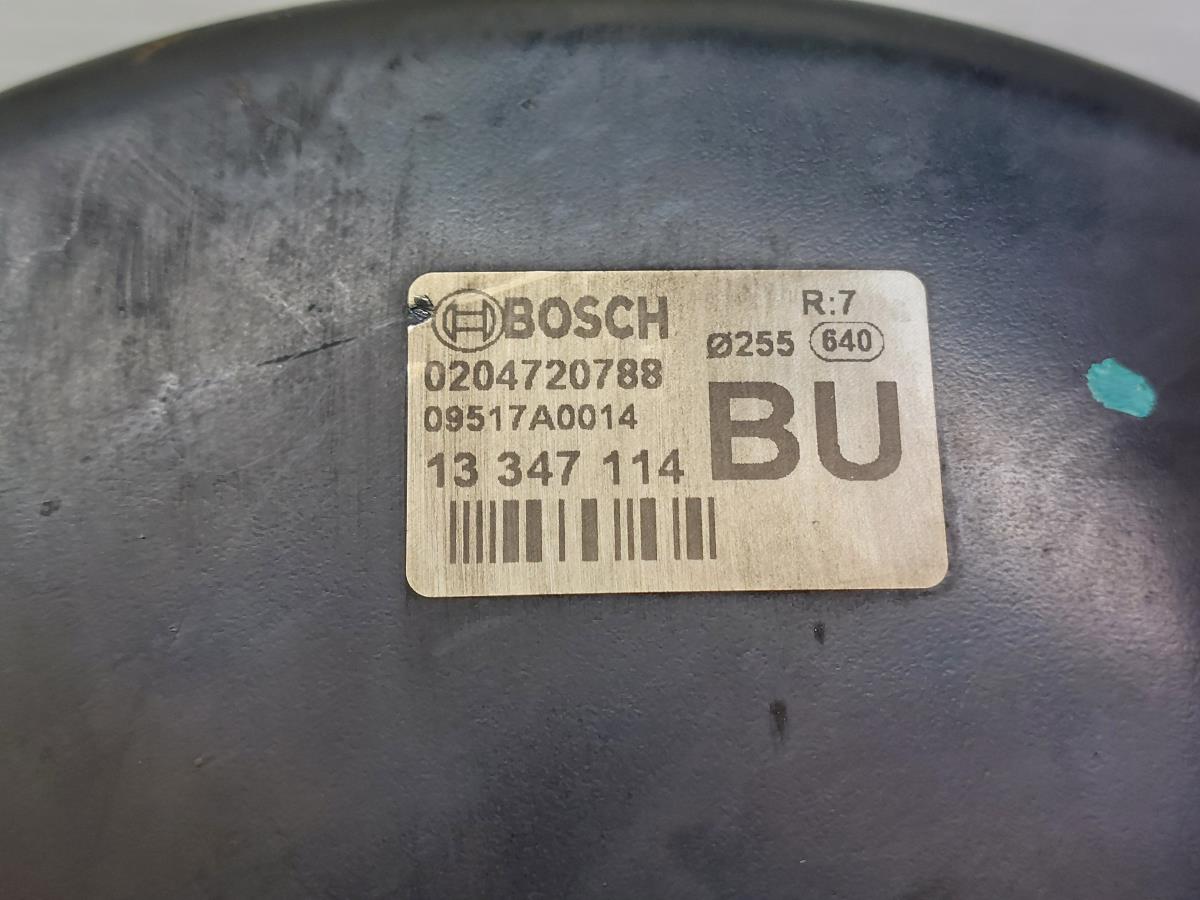 BOSCH
0204720788
09517A0014
13 347 114
R:7
Ø255 640
BU